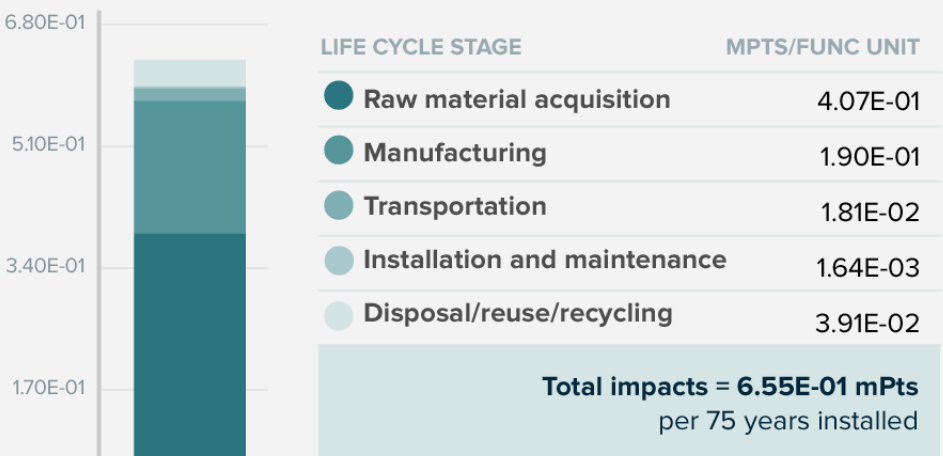 6.80E-01
5.10E-01
3.40E-01
1.70E-01
LIFE CYCLE STAGE MPTS/FUNC UNIT
Raw material acquisition 4.07E-01
Manufacturing 1.90E-01
Transportation 1.81E-02
Installation and maintenance 1.64E-03
Disposal/reuse/recycling 3.91E-02
Total impacts = 6.55E-01 mPts
per 75 years installed